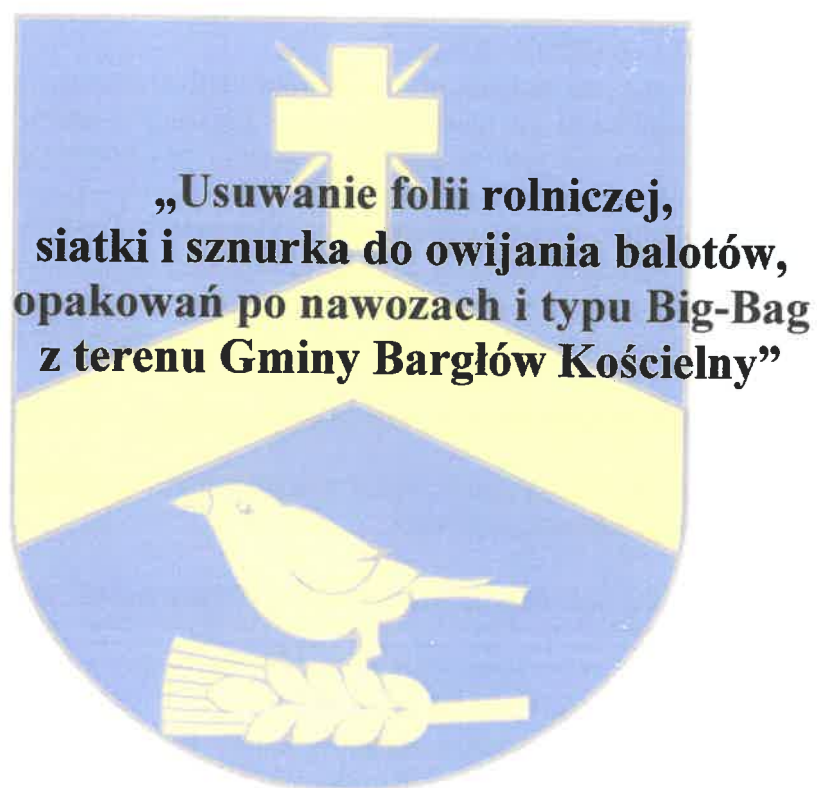 „Usuwanie folii rolniczej,
siatki i sznurka do owijania balotów,
opakowań po nawozach i typu Big-Bag
z terenu Gminy Bargłów Kościelny”